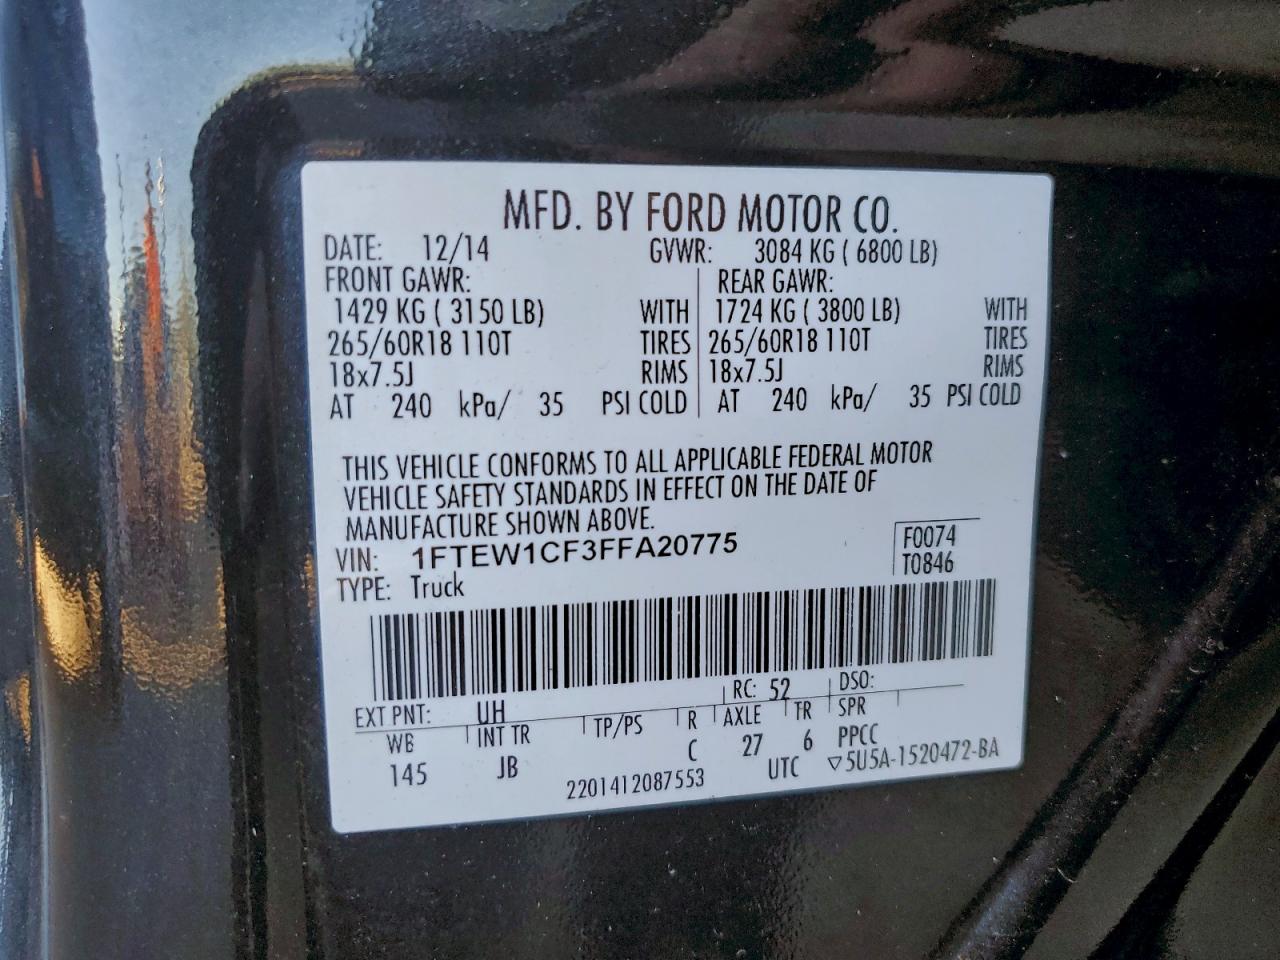 MFD. BY FORD MOTOR CO.
DATE: 12/14 GVWR: 3084 KG ( 6800 LB)
FRONT GAWR: REAR GAWR:
1429 KG ( 3150 LB) WITH 1724 KG ( 3800 LB) WITH
265/60R18 110T TIRES 265/60R18 110T TIRES
18x7.5J RIMS 18x7.5J RIMS
AT 240 kPa/ 35 PSI COLD AT 240 kPa/ 35 PSI COLD
THIS VEHICLE CONFORMS TO ALL APPLICABLE FEDERAL MOTOR
VEHICLE SAFETY STANDARDS IN EFFECT ON THE DATE OF
MANUFACTURE SHOWN ABOVE.
VIN: 1FTEW1CF3FFA20775 F0074
TYPE: Truck T0846
EXT PNT: UH RC: 52 DSO:
WB INT TR TP/PS R AXLE TR SPR
145 JB C 27 6 PPCC
2201412087553 UTC ▽5U5A-1520472-BA